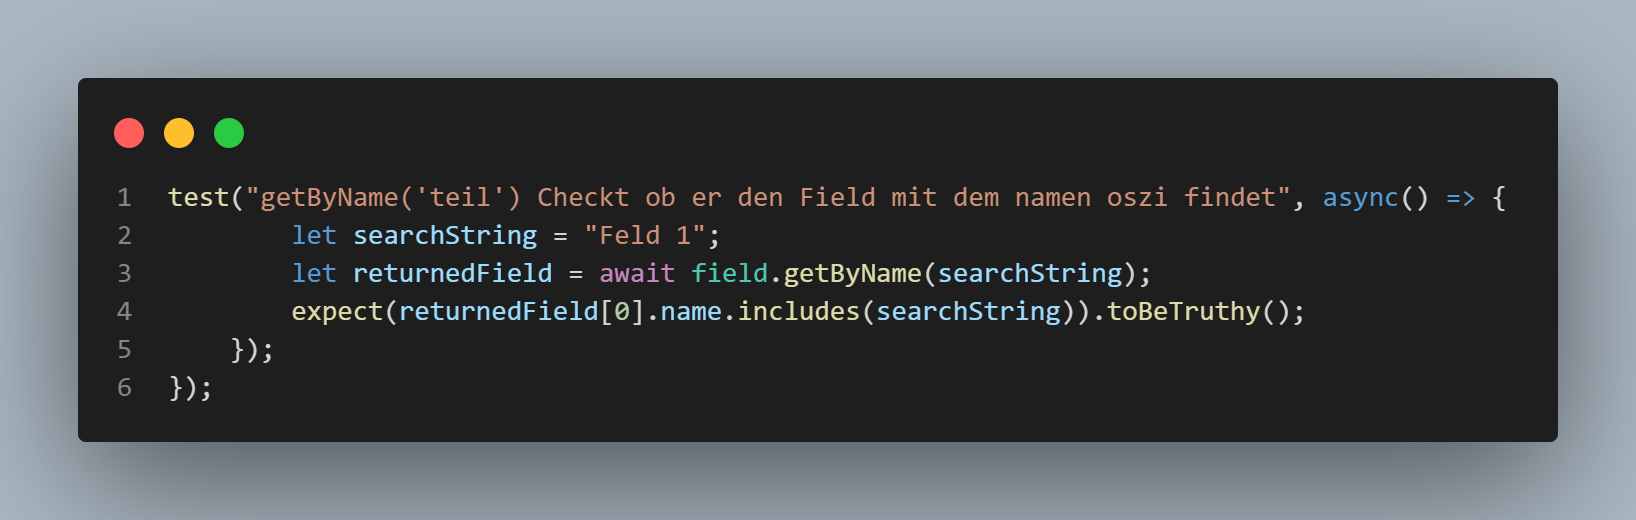 1 test("getByName('teil') Checkt ob er den Field mit dem namen oszi findet", async() => {
2 let searchString = "Feld 1";
3 let returnedField = await field.getByName(searchString);
4 expect(returnedField[0].name.includes(searchString)).toBeTruthy();
5 });
6 });